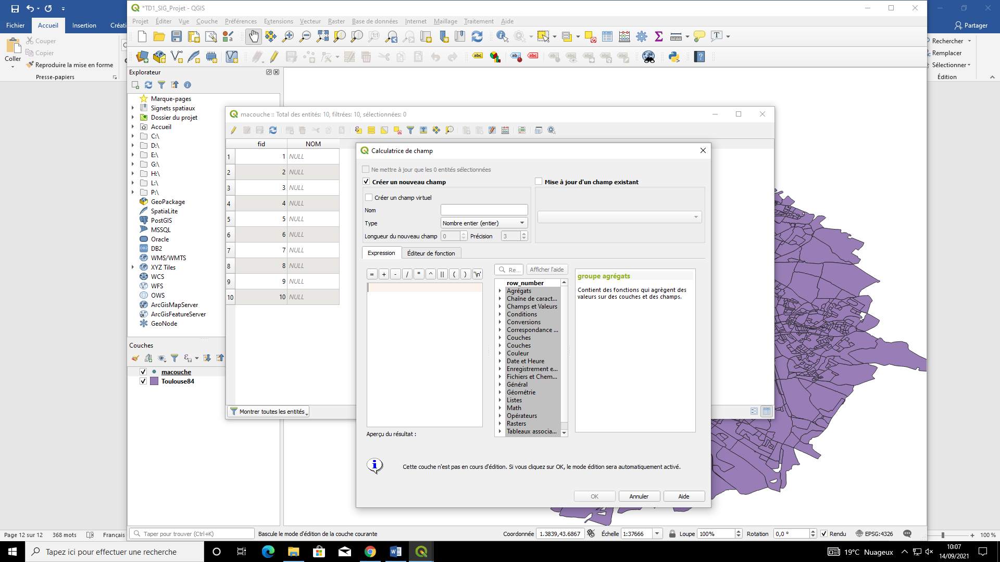 *TD1_SIG_Projet - QGIS
Fichier
Accueil
Insertion
Créati
Partager
Projet Éditer Vue Couche Préférences Extensions Vecteur Raster Base de données Internet Maillage Traitement Aide
Couper
Copier
Coller
Reproduire la mise en forme
Presse-papiers
Rechercher
Remplacer
Sélectionner
Édition
Explorateur
Marque-pages
Signets spatiaux
Dossier du projet
Accueil
C:\
D:\
E:\
G:\
H:\
L:\
P:\
GeoPackage
SpatiaLite
PostGIS
MSSQL
Oracle
DB2
WMS/WMTS
XYZ Tiles
WCS
WFS
OWS
ArcGisMapServer
ArcGisFeatureServer
GeoNode
Couches
macouche
Toulouse84
macouche :: Total des entités: 10, filtrées: 10, sélectionnées: 0
fid NOM
1 1 NULL
2 2 NULL
3 3 NULL
4 4 NULL
5 5 NULL
6 6 NULL
7 7 NULL
8 8 NULL
9 9 NULL
10 10 NULL
Montrer toutes les entités
Calculatrice de champ
Ne mettre à jour que les 0 entités sélectionnées
Créer un nouveau champ
Mise à jour d'un champ existant
Créer un champ virtuel
Nom
Type Nombre entier (entier)
Longueur du nouveau champ 0 Précision 3
Expression Éditeur de fonction
= + - / * ^ || ( ) '\n'
Re... Afficher l'aide
row_number
Agrégats
Chaîne de caract...
Champs et Valeurs
Conditions
Conversions
Correspondance ...
Couches
Couches
Couleur
Date et Heure
Enregistrement e...
Fichiers et Chem...
Général
Géométrie
Listes
Math
Opérateurs
Rasters
Tableaux associa...
groupe agrégats
Contient des fonctions qui agrègent des
valeurs sur des couches et des champs.
Aperçu du résultat :
Cette couche n'est pas en cours d'édition. Si vous cliquez sur OK, le mode édition sera automatiquement activé.
OK Annuler Aide
Page 12 sur 12 368 mots Français
Taper pour trouver (Ctrl+K)
Bascule le mode d'édition de la couche courante
Coordonnée 1.3839,43.6867 Échelle 1:37666 Loupe 100% Rotation 0,0 ° Rendu EPSG:4326
100 %
Tapez ici pour effectuer une recherche
19°C Nuageux
10:07
14/09/2021